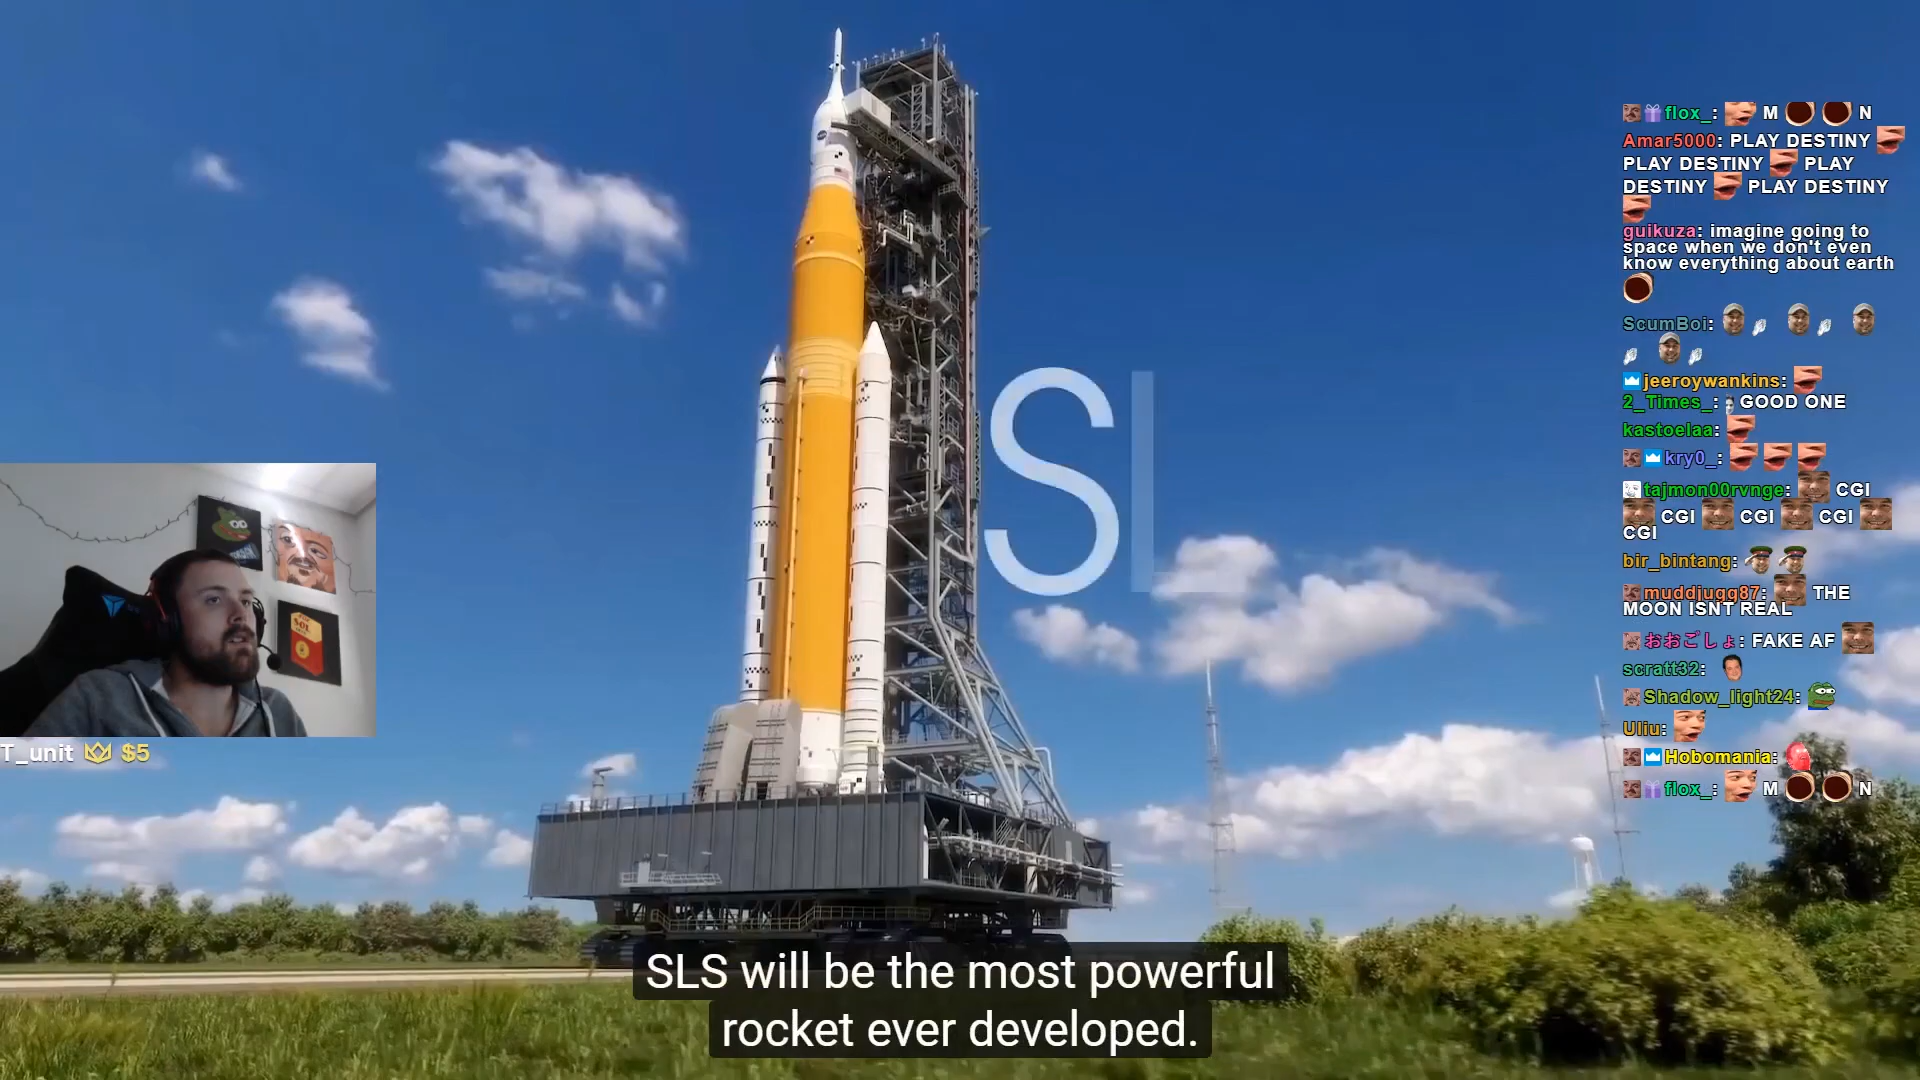 SL
flox_: M N
Amar5000: PLAY DESTINY
PLAY DESTINY PLAY
DESTINY PLAY DESTINY
guikuza: imagine going to
space when we don't even
know everything about earth
ScumBoi:
jeeroywankins:
2_Times_: GOOD ONE
kastoelaa:
kry0_:
tajmon00rvnge: CGI
CGI CGI CGI
CGI
bir_bintang:
muddjugg87: THE
MOON ISNT REAL
おおごしょ: FAKE AF
scratt32:
Shadow_light24:
Uliu:
Hobomania:
flox_: M N
T_unit $5
SLS will be the most powerful
rocket ever developed.